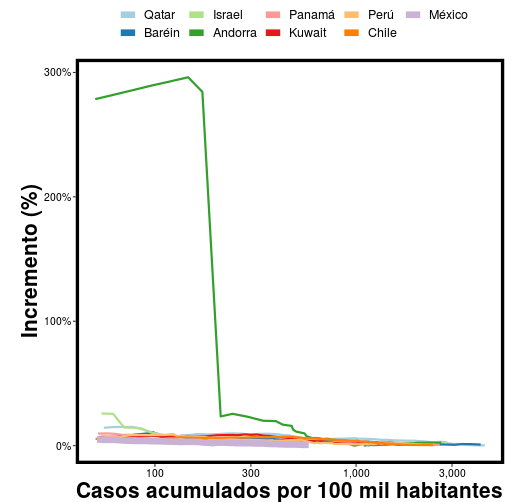 Qatar Israel Panamá Perú México
Baréin Andorra Kuwait Chile
300%
200%
100%
0%
Incremento (%)
100 300 1,000 3,000
Casos acumulados por 100 mil habitantes